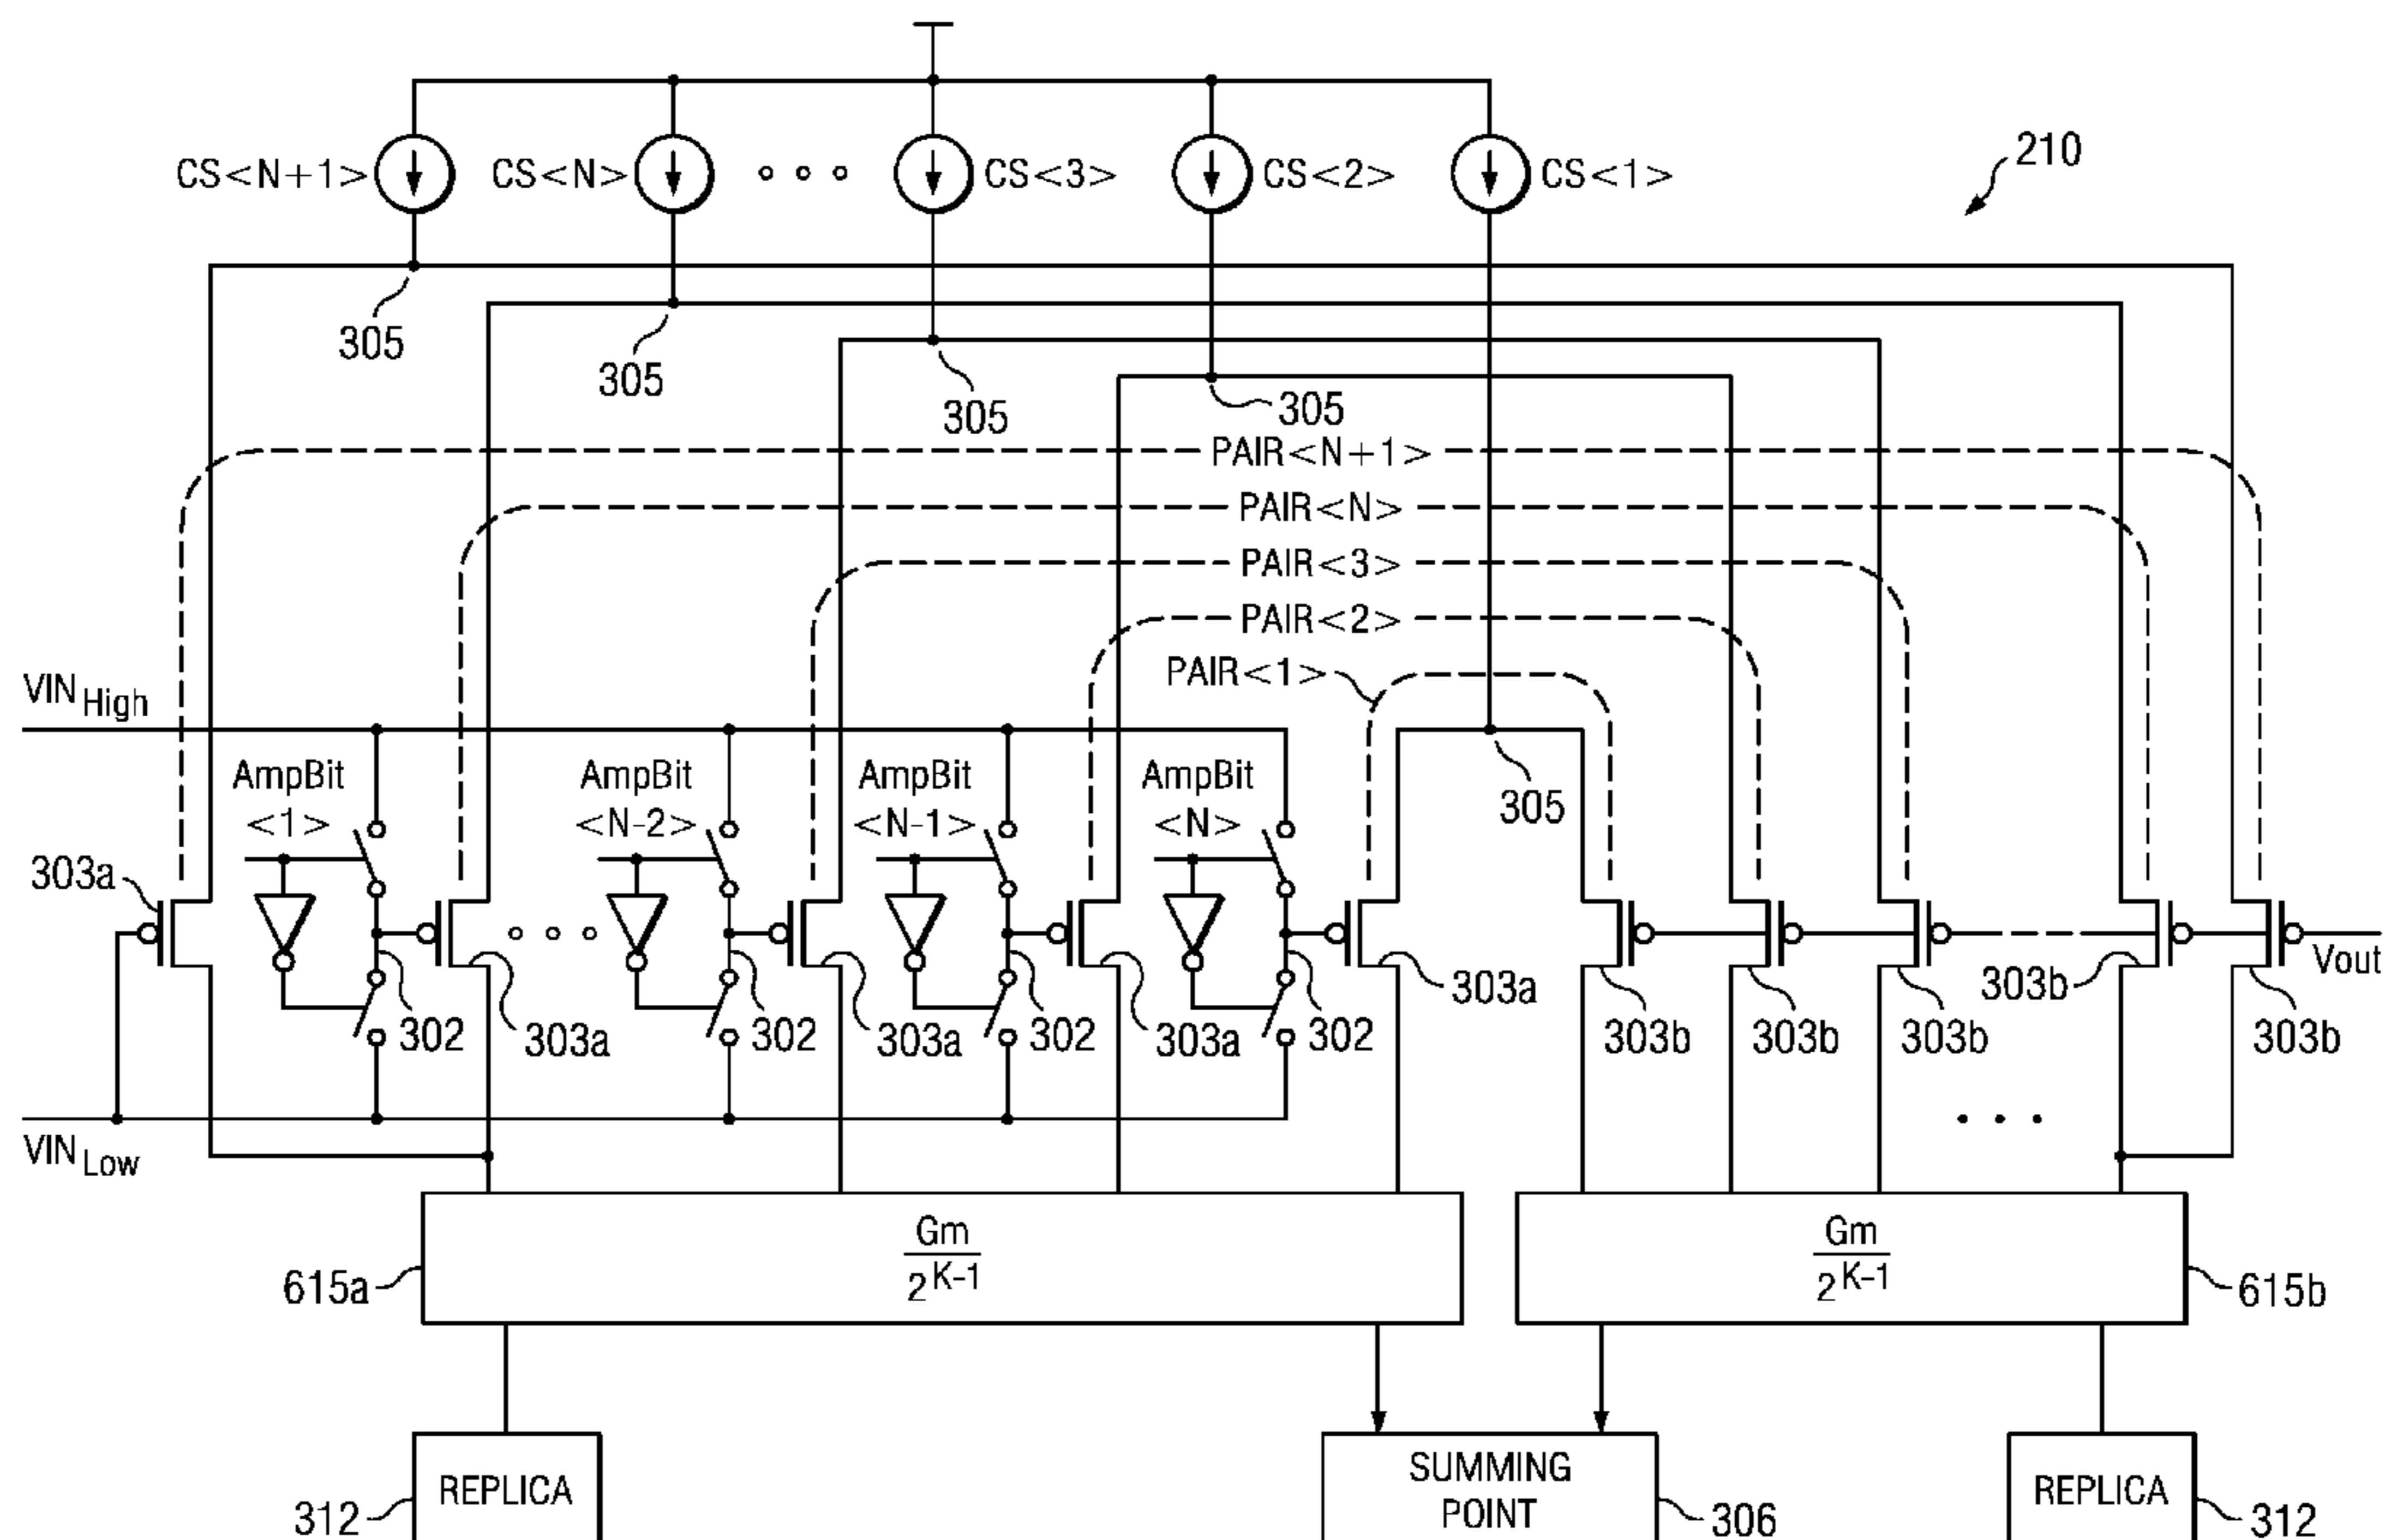 210
CS<N+1>
CS<N>
CS<3>
CS<2>
CS<1>
305
305
305
305
PAIR<N+1>
PAIR<N>
PAIR<3>
PAIR<2>
PAIR<1>
VIN High
305
AmpBit
<1>
AmpBit
<N-2>
AmpBit
<N-1>
AmpBit
<N>
303a
Vout
302
303a
302
303a
302
303a
302
303a
303b
303b
303b
303b
303b
VIN Low
Gm
2^K-1
615a
Gm
2^K-1
615b
REPLICA
312
SUMMING
POINT
306
REPLICA
312